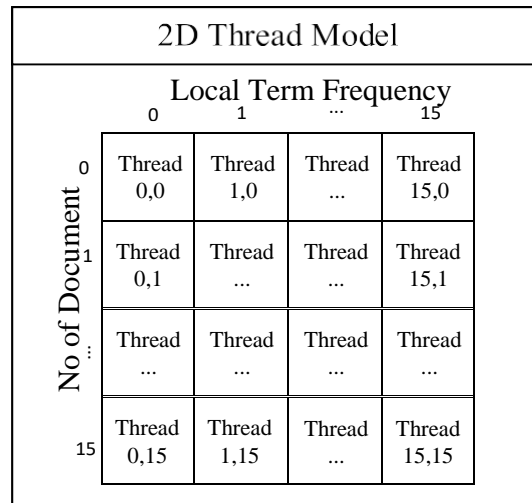 2D Thread Model
Local Term Frequency
0 1 ... 15
No of Document
0
Thread Thread Thread Thread
0,0 1,0 ... 15,0
1
Thread Thread Thread Thread
0,1 ... ... 15,1
...
Thread Thread Thread Thread
... ... ... ...
15
Thread Thread Thread Thread
0,15 1,15 ... 15,15